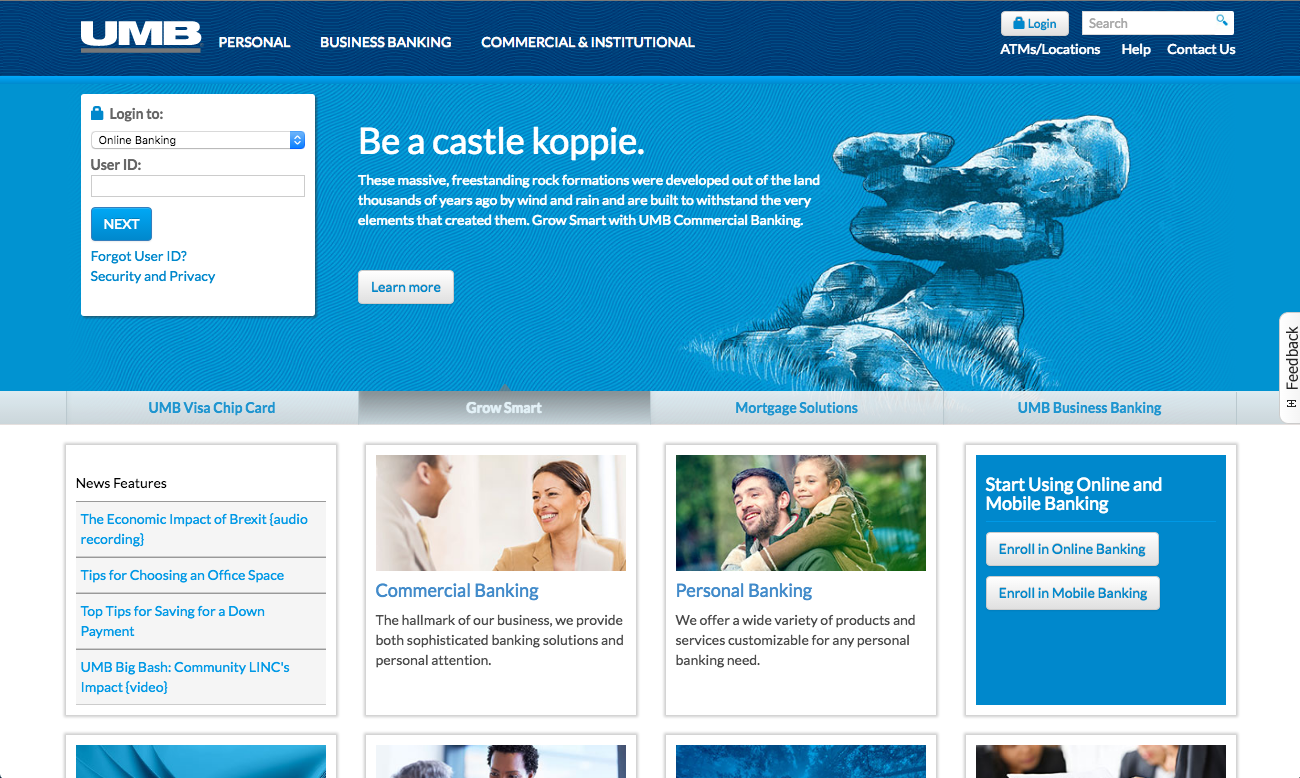 UMB
PERSONAL
BUSINESS BANKING
COMMERCIAL & INSTITUTIONAL
Login
Search
ATMs/Locations
Help
Contact Us
Login to:
Online Banking
User ID:
NEXT
Forgot User ID?
Security and Privacy
Be a castle koppie.
These massive, freestanding rock formations were developed out of the land
thousands of years ago by wind and rain and are built to withstand the very
elements that created them. Grow Smart with UMB Commercial Banking.
Learn more
Feedback
UMB Visa Chip Card
Grow Smart
Mortgage Solutions
UMB Business Banking
News Features
The Economic Impact of Brexit {audio
recording}
Tips for Choosing an Office Space
Top Tips for Saving for a Down
Payment
UMB Big Bash: Community LINC's
Impact {video}
Commercial Banking
The hallmark of our business, we provide
both sophisticated banking solutions and
personal attention.
Personal Banking
We offer a wide variety of products and
services customizable for any personal
banking need.
Start Using Online and
Mobile Banking
Enroll in Online Banking
Enroll in Mobile Banking